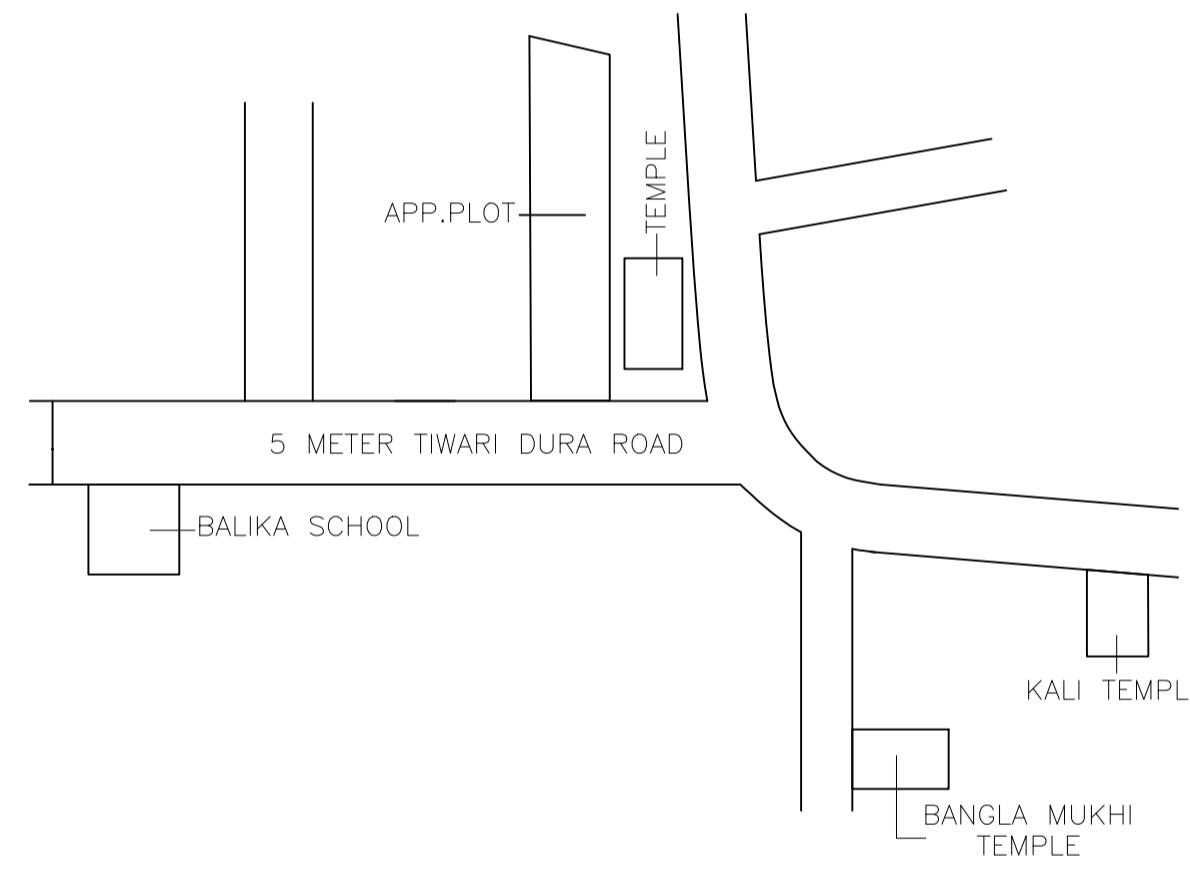 TEMPLE
APP.PLOT
5 METER TIWARI DURA ROAD
BALIKA SCHOOL
KALI TEMPL
BANGLA MUKHI
TEMPLE